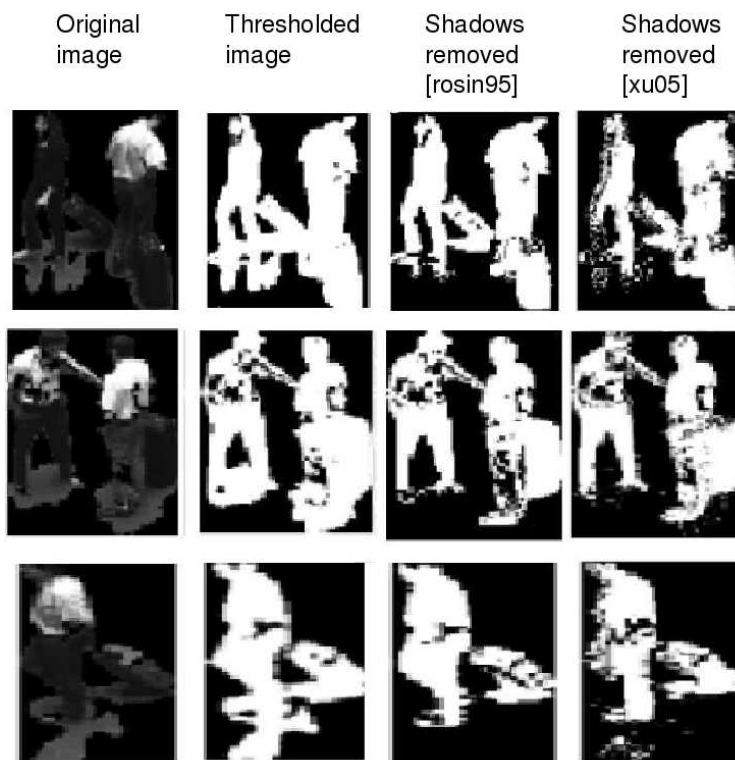 Original
image
Thresholded
image
Shadows
removed
[rosin95]
Shadows
removed
[xu05]